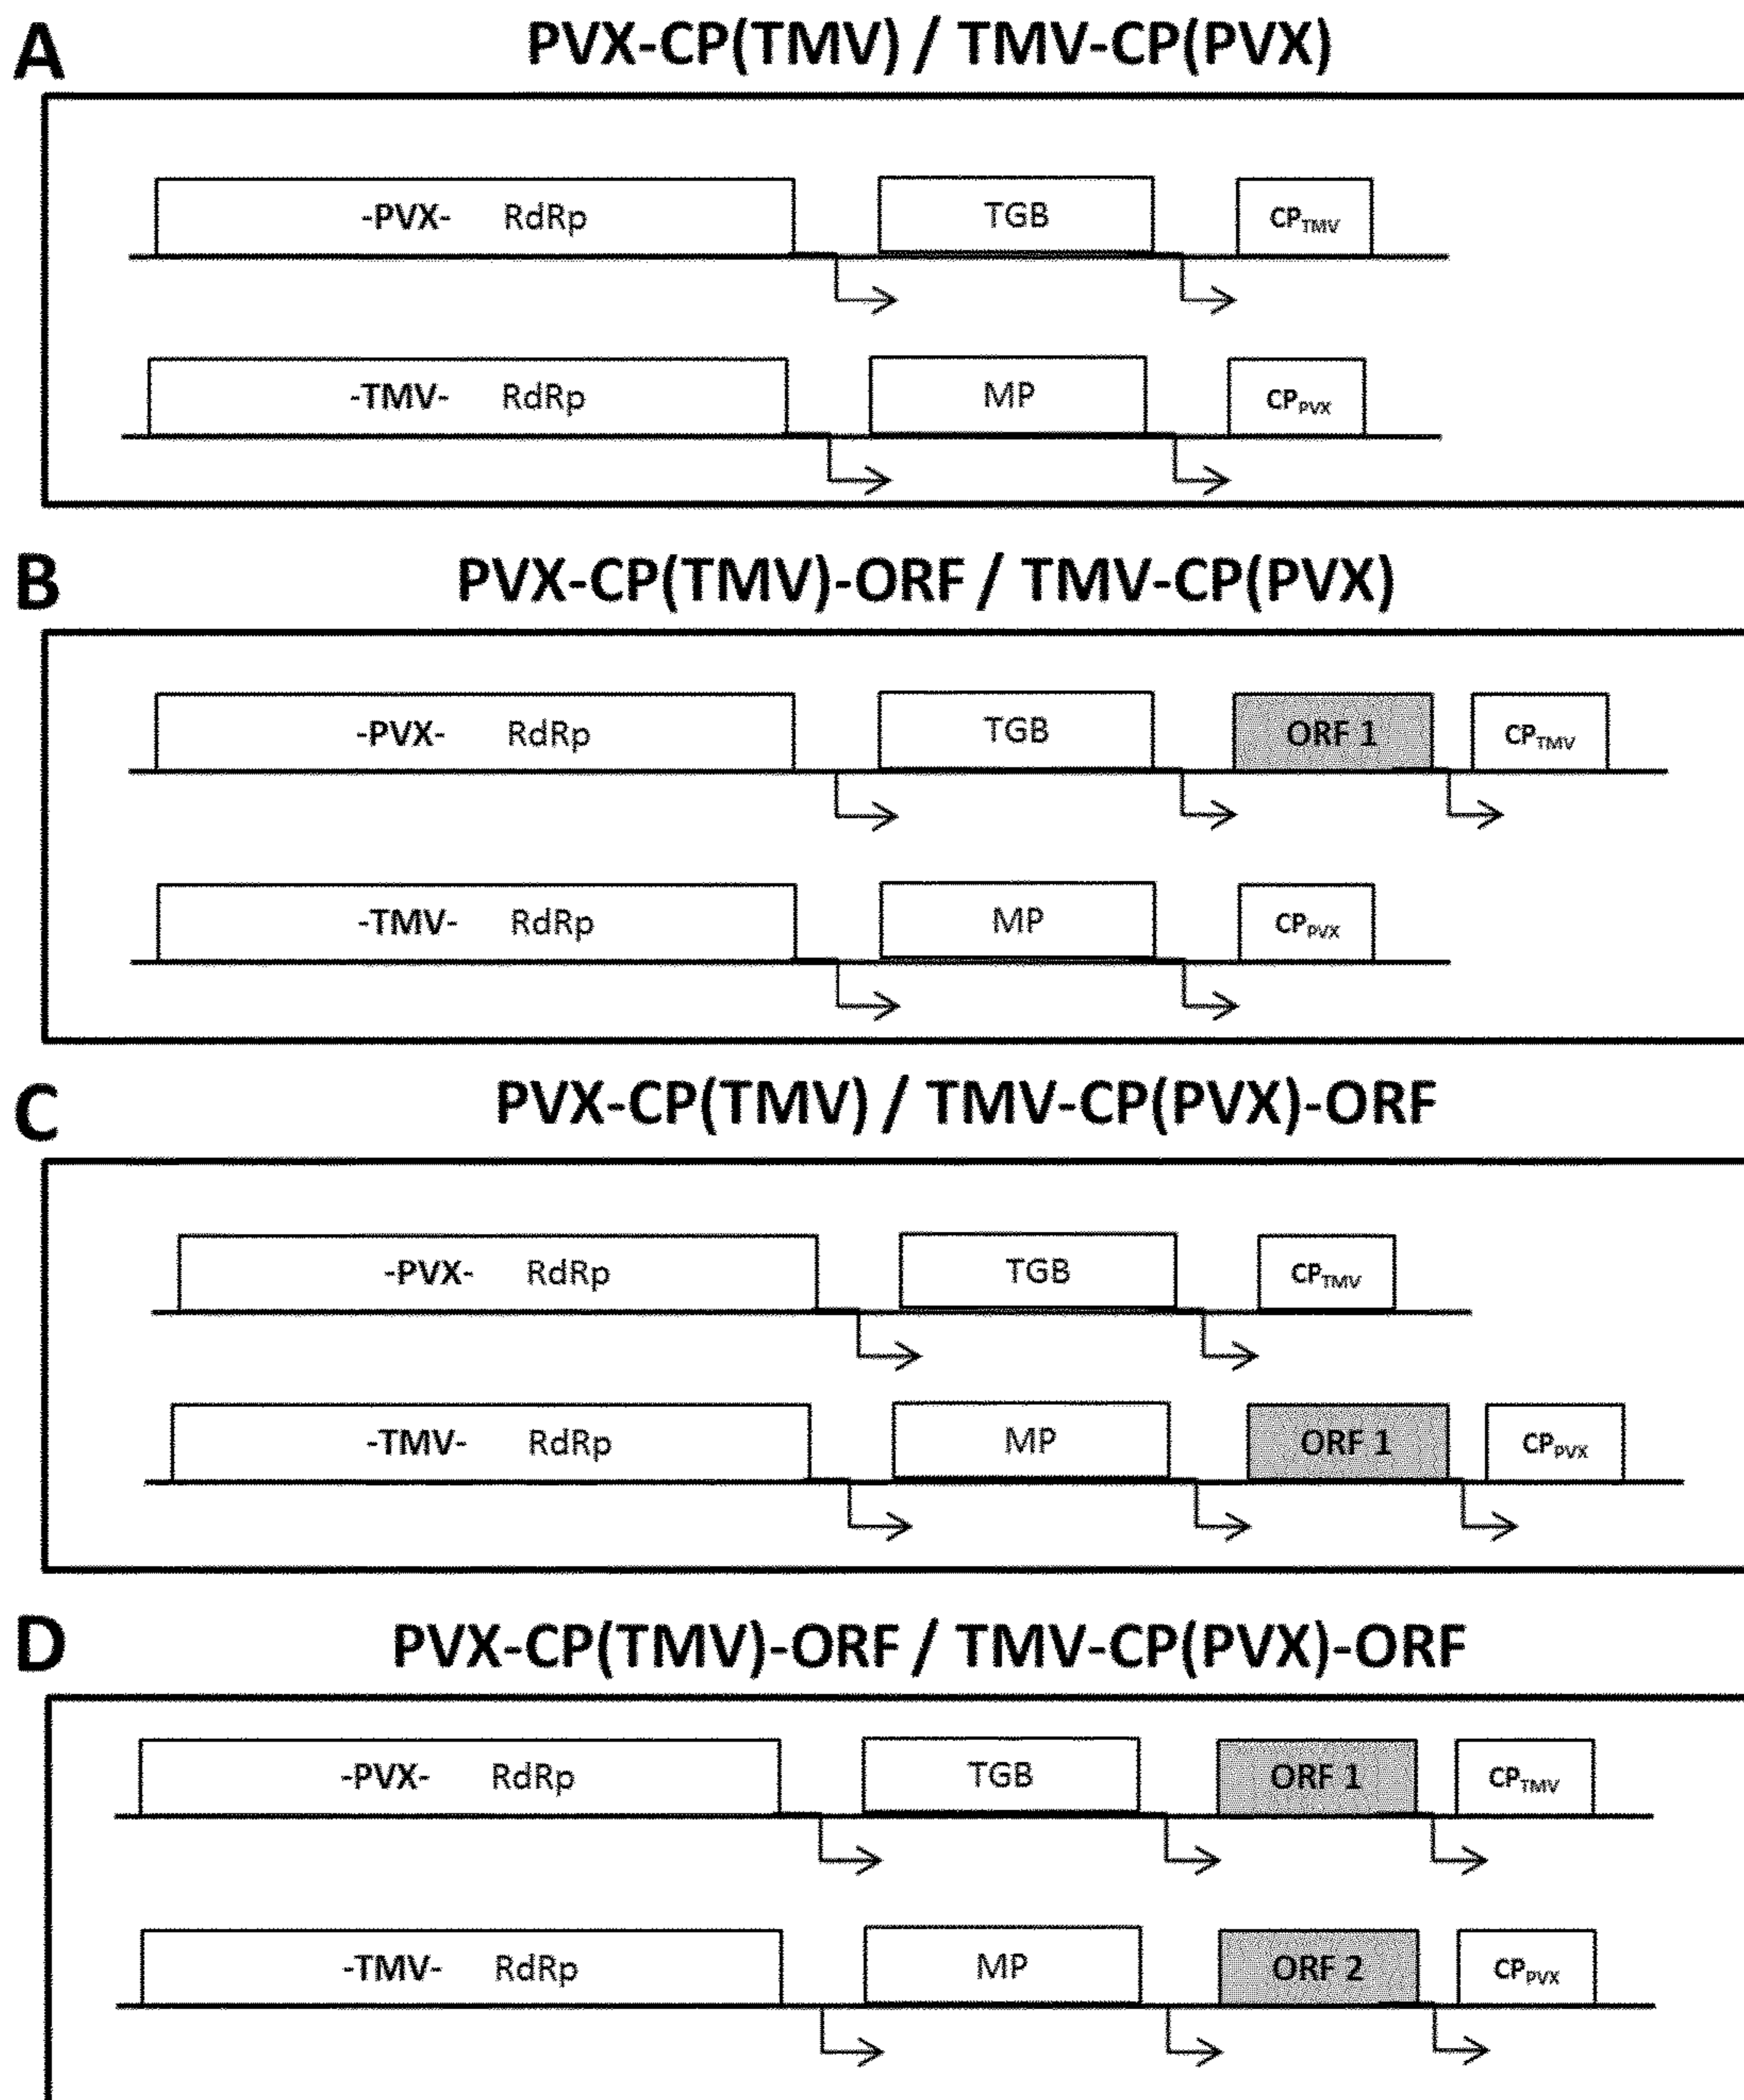 A PVX-CP(TMV) / TMV-CP(PVX)
-PVX- RdRp TGB CPTMV
-TMV- RdRp MP CPPVX
B PVX-CP(TMV)-ORF / TMV-CP(PVX)
-PVX- RdRp TGB ORF 1 CPTMV
-TMV- RdRp MP CPPVX
C PVX-CP(TMV) / TMV-CP(PVX)-ORF
-PVX- RdRp TGB CPTMV
-TMV- RdRp MP ORF 1 CPPVX
D PVX-CP(TMV)-ORF / TMV-CP(PVX)-ORF
-PVX- RdRp TGB ORF 1 CPTMV
-TMV- RdRp MP ORF 2 CPPVX